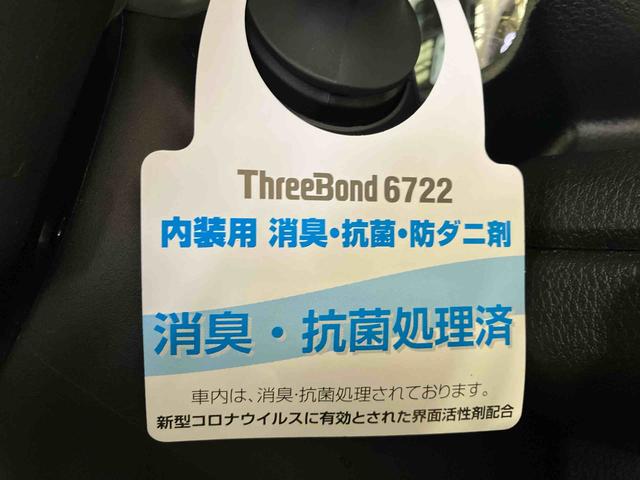 ThreeBond 6722
内装用 消臭・抗菌・防ダニ剤
消臭・抗菌処理済
車内は、消臭・抗菌処理されております。
新型コロナウイルスに有効とされた界面活性剤配合